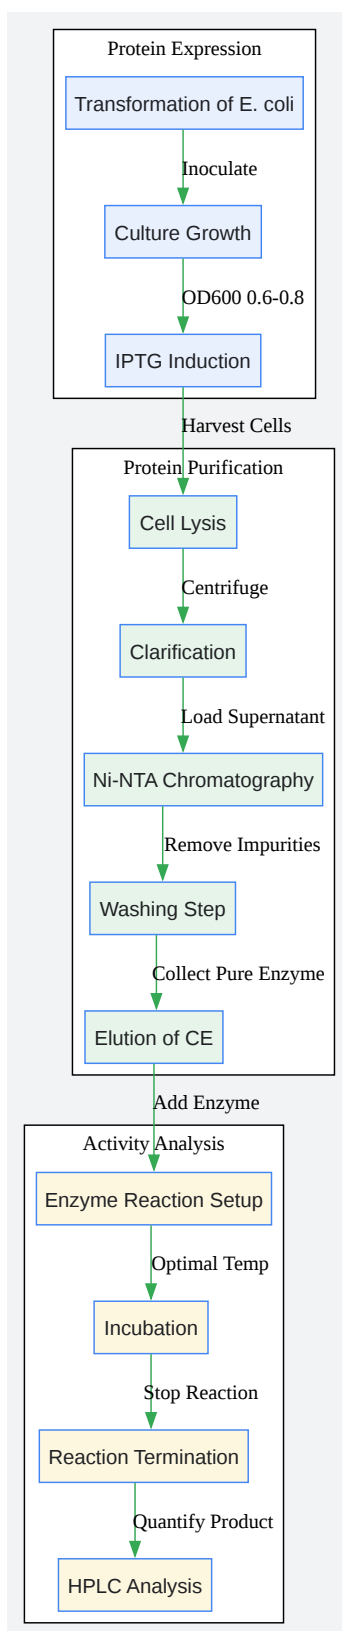 Protein Expression
Transformation of E. coli
Inoculate
Culture Growth
OD600 0.6-0.8
IPTG Induction
Harvest Cells
Protein Purification
Cell Lysis
Centrifuge
Clarification
Load Supernatant
Ni-NTA Chromatography
Remove Impurities
Washing Step
Collect Pure Enzyme
Elution of CE
Add Enzyme
Activity Analysis
Enzyme Reaction Setup
Optimal Temp
Incubation
Stop Reaction
Reaction Termination
Quantify Product
HPLC Analysis